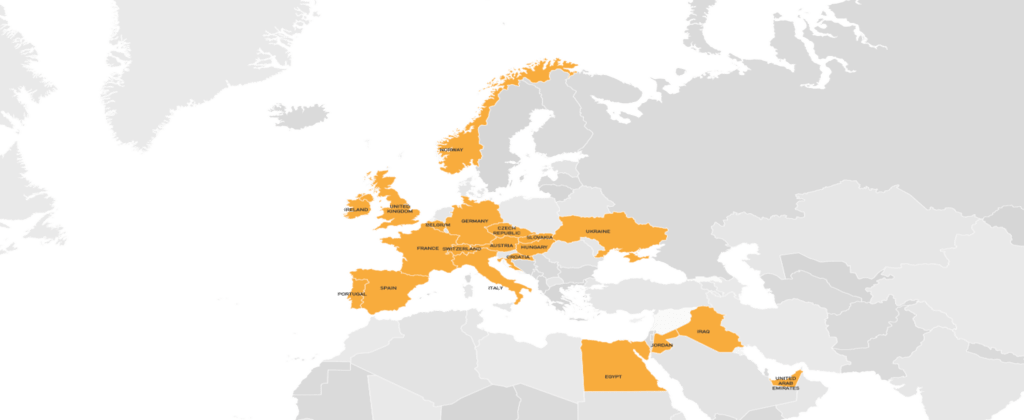 NORWAY
IRELAND
UNITED
KINGDOM
BELGIUM
GERMANY
CZECH
REPUBLIC
SLOVAKIA
UKRAINE
FRANCE
SWITZERLAND
AUSTRIA
HUNGARY
CROATIA
PORTUGAL
SPAIN
ITALY
IRAQ
JORDAN
EGYPT
UNITED
ARAB
EMIRATES